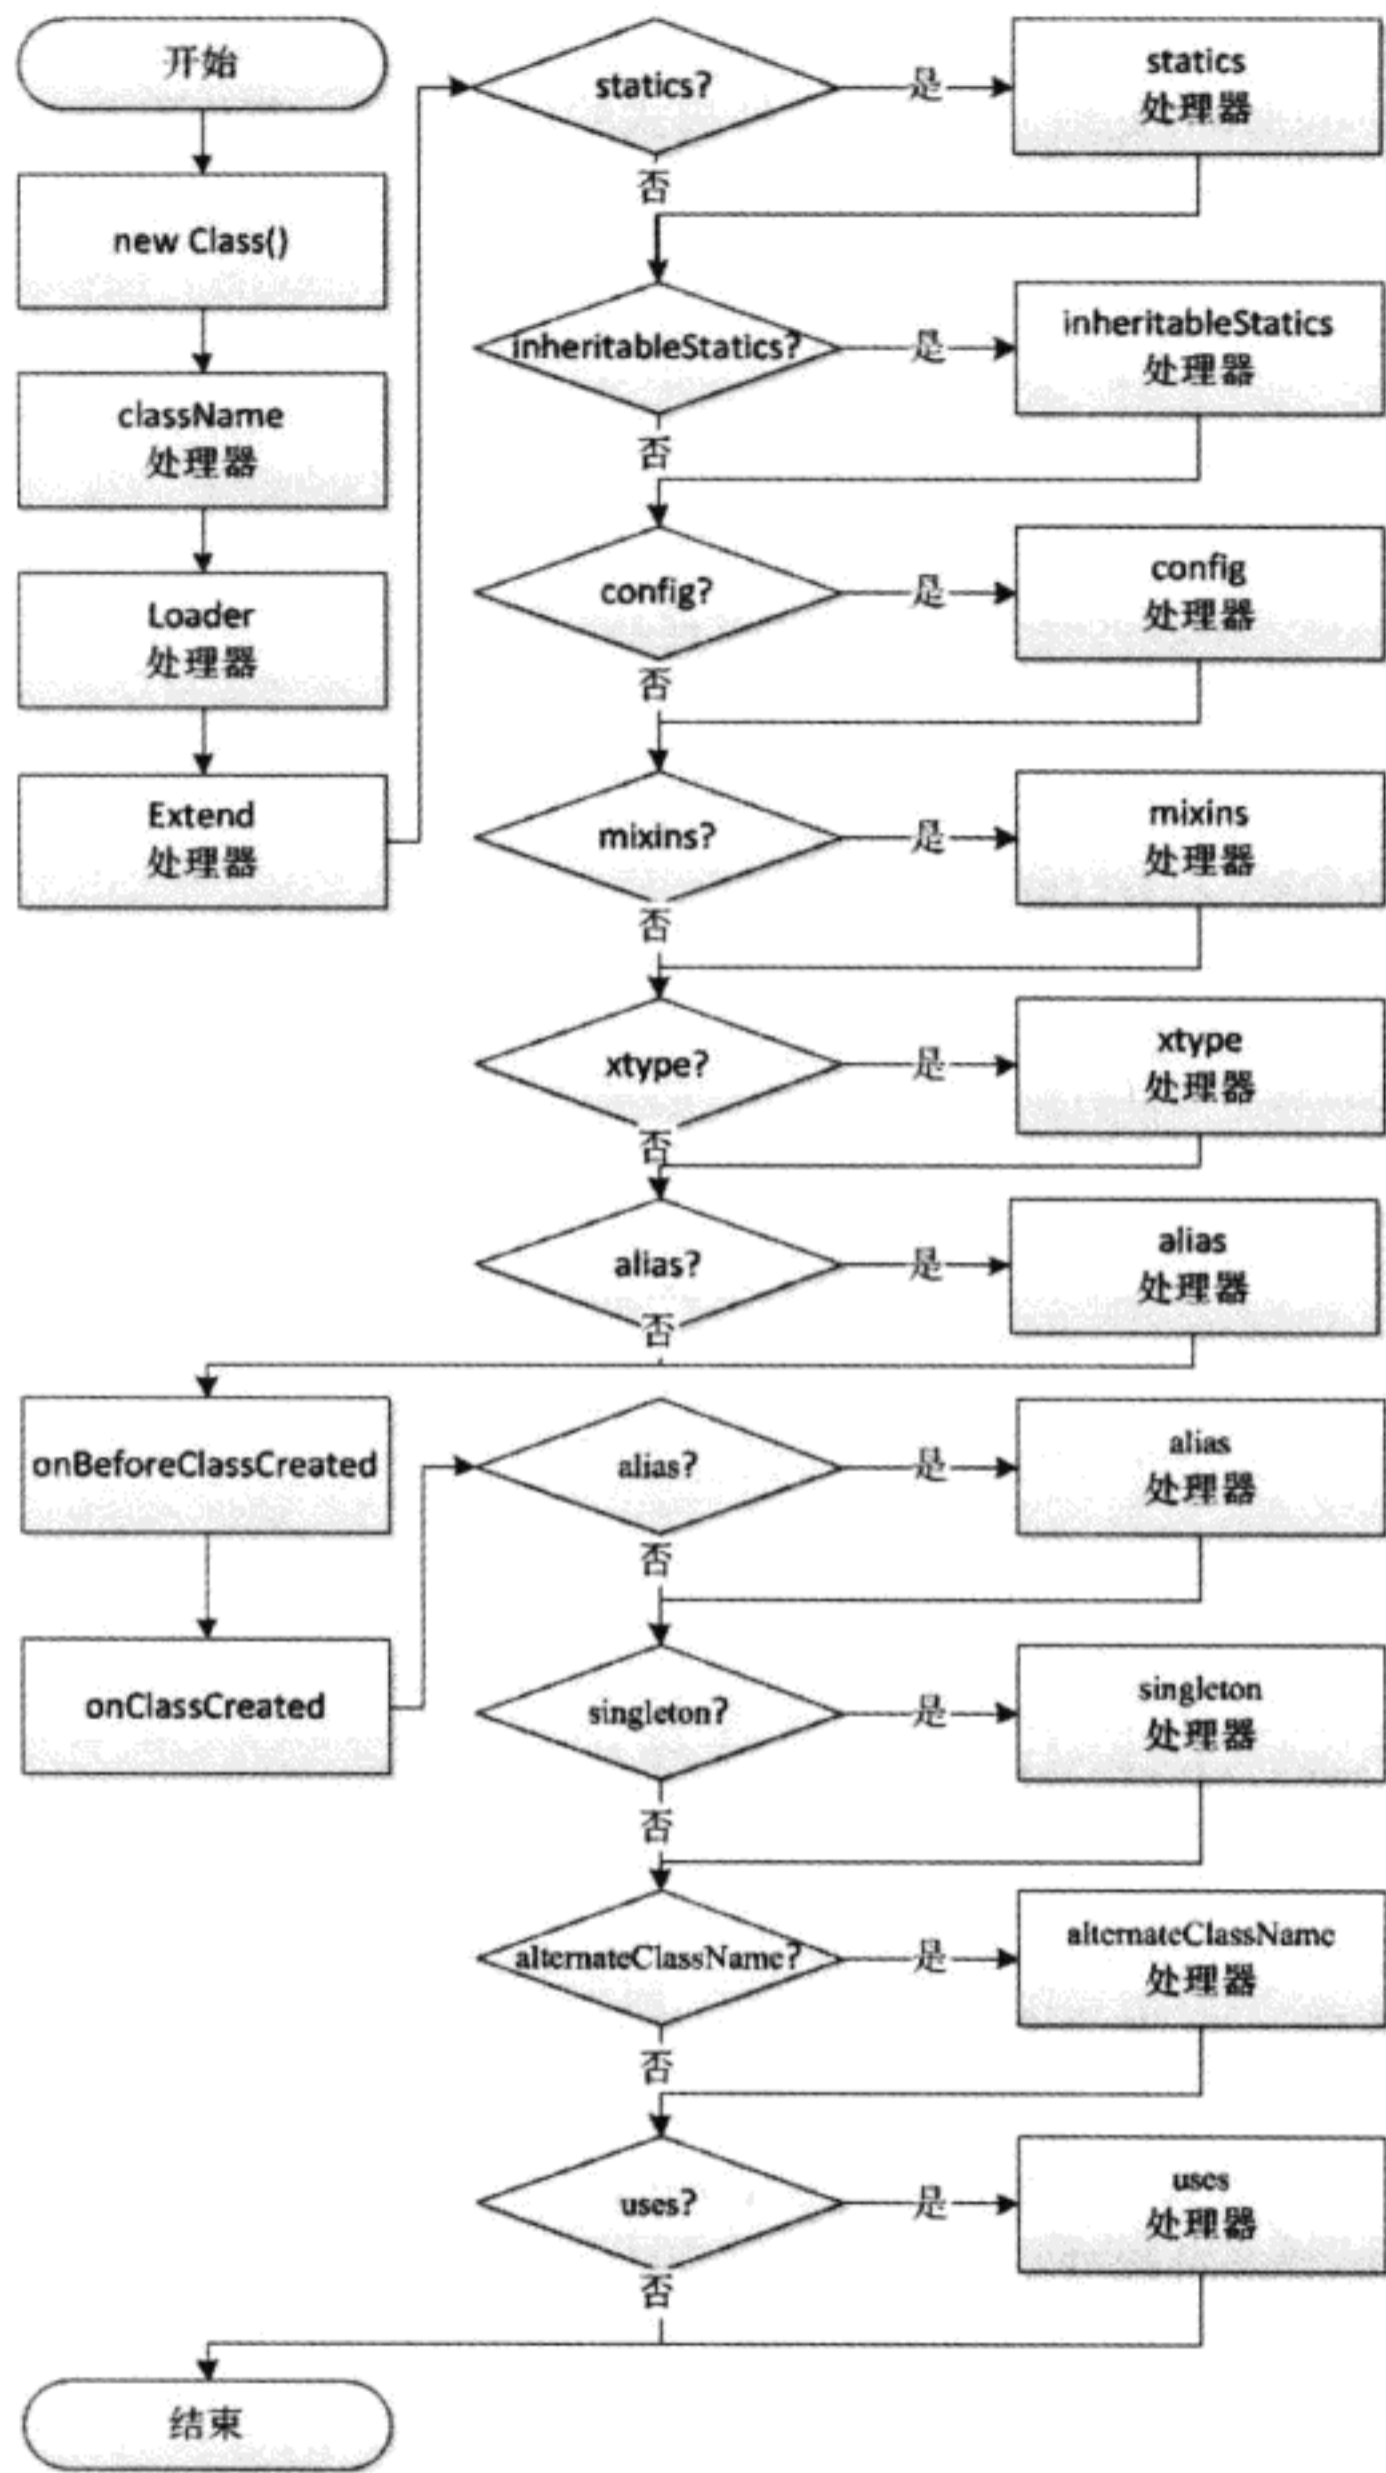 开始
new Class()
className
处理器
Loader
处理器
Extend
处理器
statics?
是
statics
处理器
否
inheritableStatics?
是
inheritableStatics
处理器
否
config?
是
config
处理器
否
mixins?
是
mixins
处理器
否
xtype?
是
xtype
处理器
否
alias?
是
alias
处理器
否
onBeforeClassCreated
onClassCreated
alias?
是
alias
处理器
否
singleton?
是
singleton
处理器
否
alternateClassName?
是
alternateClassName
处理器
否
uses?
是
uses
处理器
否
结束